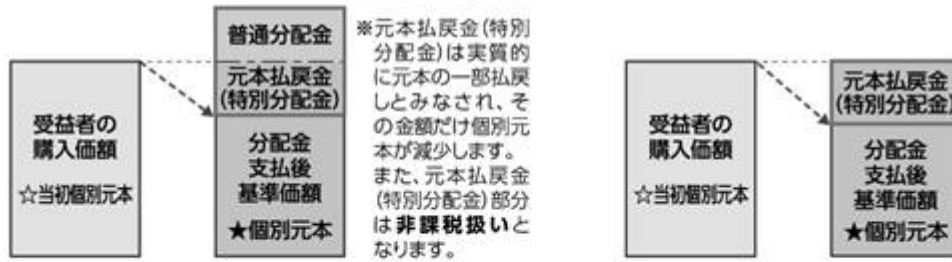 普通分配金
元本払戻金
(特別分配金)
受益者の
購入価額
☆当初個別元本
分配金
支払後
基準価額
★個別元本
※元本払戻金(特別
分配金)は実質的
に元本の一部払戻
しとみなされ、そ
の金額だけ個別元
本が減少します。
また、元本払戻金
(特別分配金)部分
は非課税扱いと
なります。
受益者の
購入価額
☆当初個別元本
元本払戻金
(特別分配金)
分配金
支払後
基準価額
★個別元本